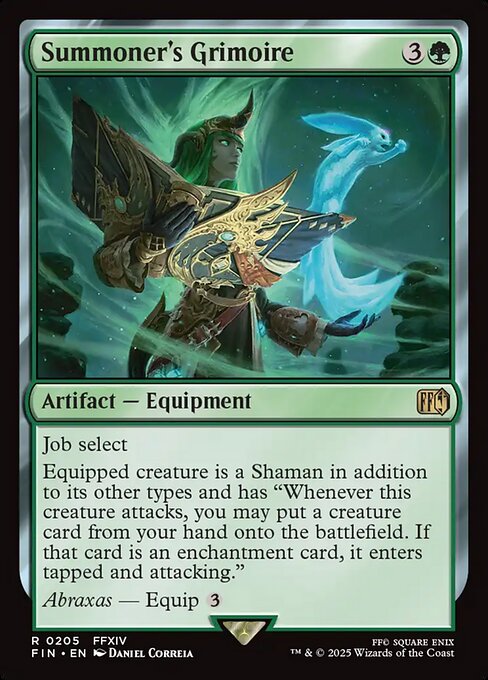 Summoner's Grimoire 3
Artifact — Equipment FF
Job select
Equipped creature is a Shaman in addition
to its other types and has “Whenever this
creature attacks, you may put a creature
card from your hand onto the battlefield. If
that card is an enchantment card, it enters
tapped and attacking.”
Abraxas — Equip 3
R 0205 FFXIV FF© SQUARE ENIX
FIN • EN DANIEL CORREIA ™ & © 2025 Wizards of the Coast